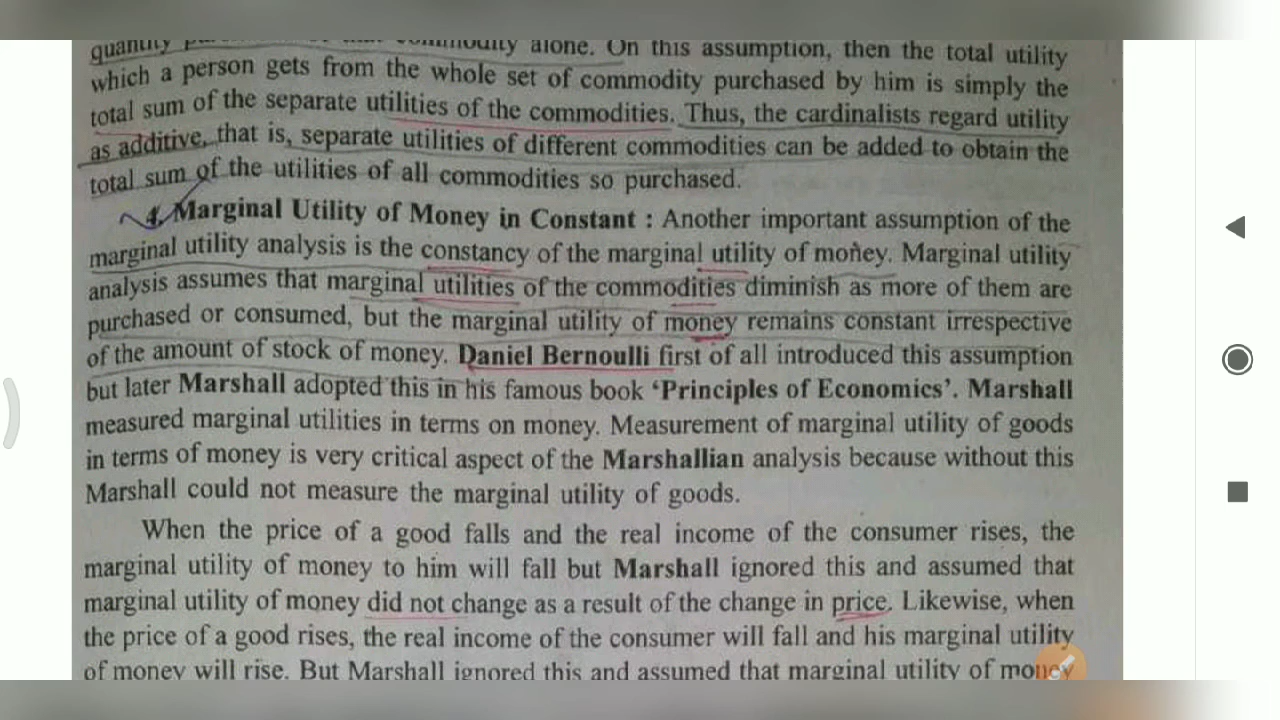 quantity commodity alone. On this assumption, then the total utility
which a person gets from the whole set of commodity purchased by him is simply the
total sum of the separate utilities of the commodities. Thus, the cardinalists regard utility
as additive, that is, separate utilities of different commodities can be added to obtain the
total sum of the utilities of all commodities so purchased.
4. Marginal Utility of Money in Constant : Another important assumption of the
marginal utility analysis is the constancy of the marginal utility of money. Marginal utility
analysis assumes that marginal utilities of the commodities diminish as more of them are
purchased or consumed, but the marginal utility of money remains constant irrespective
of the amount of stock of money. Daniel Bernoulli first of all introduced this assumption
but later Marshall adopted this in his famous book ‘Principles of Economics’. Marshall
measured marginal utilities in terms on money. Measurement of marginal utility of goods
in terms of money is very critical aspect of the Marshallian analysis because without this
Marshall could not measure the marginal utility of goods.
When the price of a good falls and the real income of the consumer rises, the
marginal utility of money to him will fall but Marshall ignored this and assumed that
marginal utility of money did not change as a result of the change in price. Likewise, when
the price of a good rises, the real income of the consumer will fall and his marginal utility
of money will rise. But Marshall ignored this and assumed that marginal utility of money